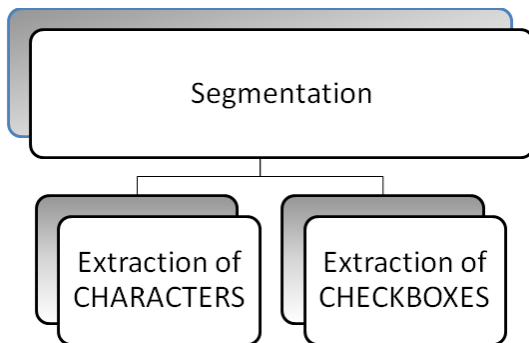 Segmentation
Extraction of
CHARACTERS
Extraction of
CHECKBOXES